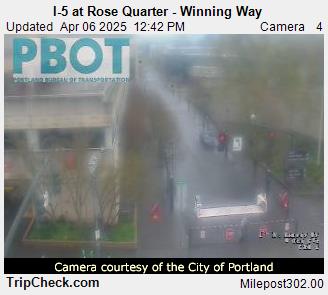 I-5 at Rose Quarter - Winning Way
Updated Apr 06 2025 12:42 PM Camera 4
PBOT
PORTLAND BUREAU OF TRANSPORTATION
Camera courtesy of the City of Portland
TripCheck.com Milepost302.00